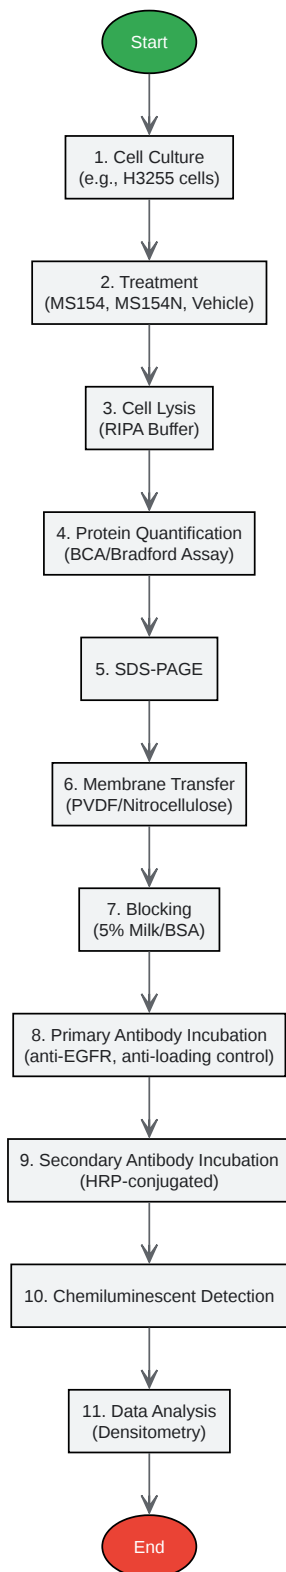 Start
1. Cell Culture
(e.g., H3255 cells)
2. Treatment
(MS154, MS154N, Vehicle)
3. Cell Lysis
(RIPA Buffer)
4. Protein Quantification
(BCA/Bradford Assay)
5. SDS-PAGE
6. Membrane Transfer
(PVDF/Nitrocellulose)
7. Blocking
(5% Milk/BSA)
8. Primary Antibody Incubation
(anti-EGFR, anti-loading control)
9. Secondary Antibody Incubation
(HRP-conjugated)
10. Chemiluminescent Detection
11. Data Analysis
(Densitometry)
End